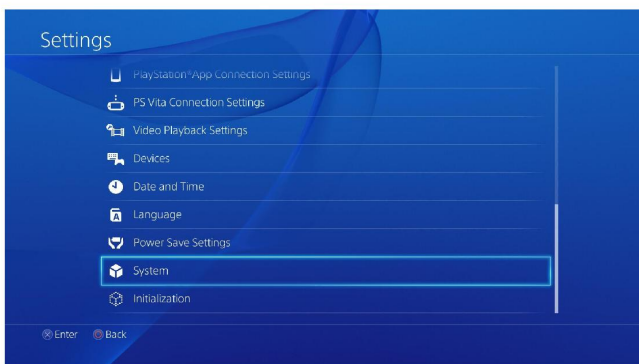 Settings
PlayStation®App Connection Settings
PS Vita Connection Settings
Video Playback Settings
Devices
Date and Time
Language
Power Save Settings
System
Initialization
Enter Back